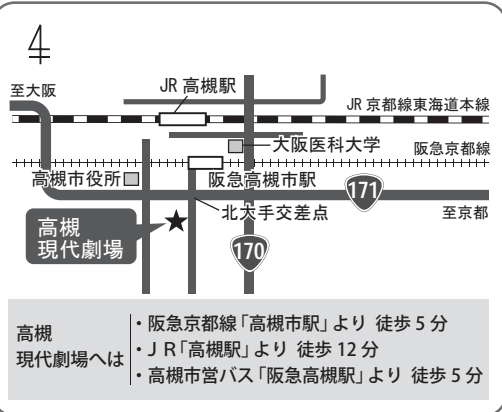 至大阪
JR 高槻駅
JR 京都線東海道本線
大阪医科大学
阪急京都線
高槻市役所
阪急高槻市駅
171
北大手交差点
至京都
高槻
現代劇場
170
高槻
現代劇場へは
・阪急京都線「高槻市駅」より 徒歩 5 分
・JR「高槻駅」より 徒歩 12 分
・高槻市営バス「阪急高槻駅」より 徒歩 5 分